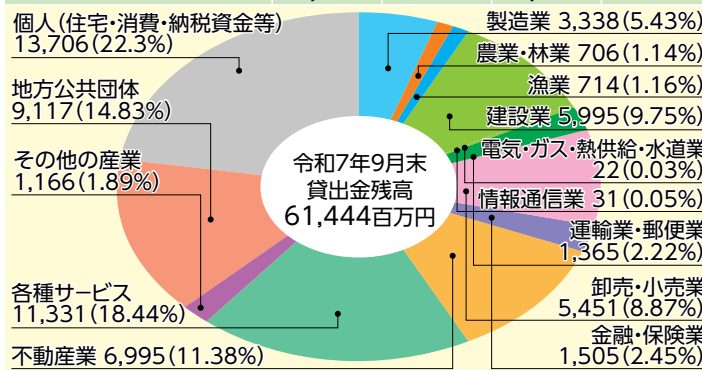 個人(住宅・消費・納税資金等)
13,706(22.3%)
地方公共団体
9,117(14.83%)
その他の産業
1,166(1.89%)
各種サービス
11,331(18.44%)
不動産業 6,995(11.38%)
令和7年9月末
貸出金残高
61,444百万円
製造業 3,338(5.43%)
農業・林業 706(1.14%)
漁業 714(1.16%)
建設業 5,995(9.75%)
電気・ガス・熱供給・水道業
22(0.03%)
情報通信業 31(0.05%)
運輸業・郵便業
1,365(2.22%)
卸売・小売業
5,451(8.87%)
金融・保険業
1,505(2.45%)